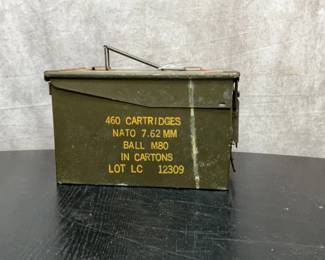 460 CARTRIDGES
NATO 7.62 MM
BALL M80
IN CARTONS
LOT LC 12309